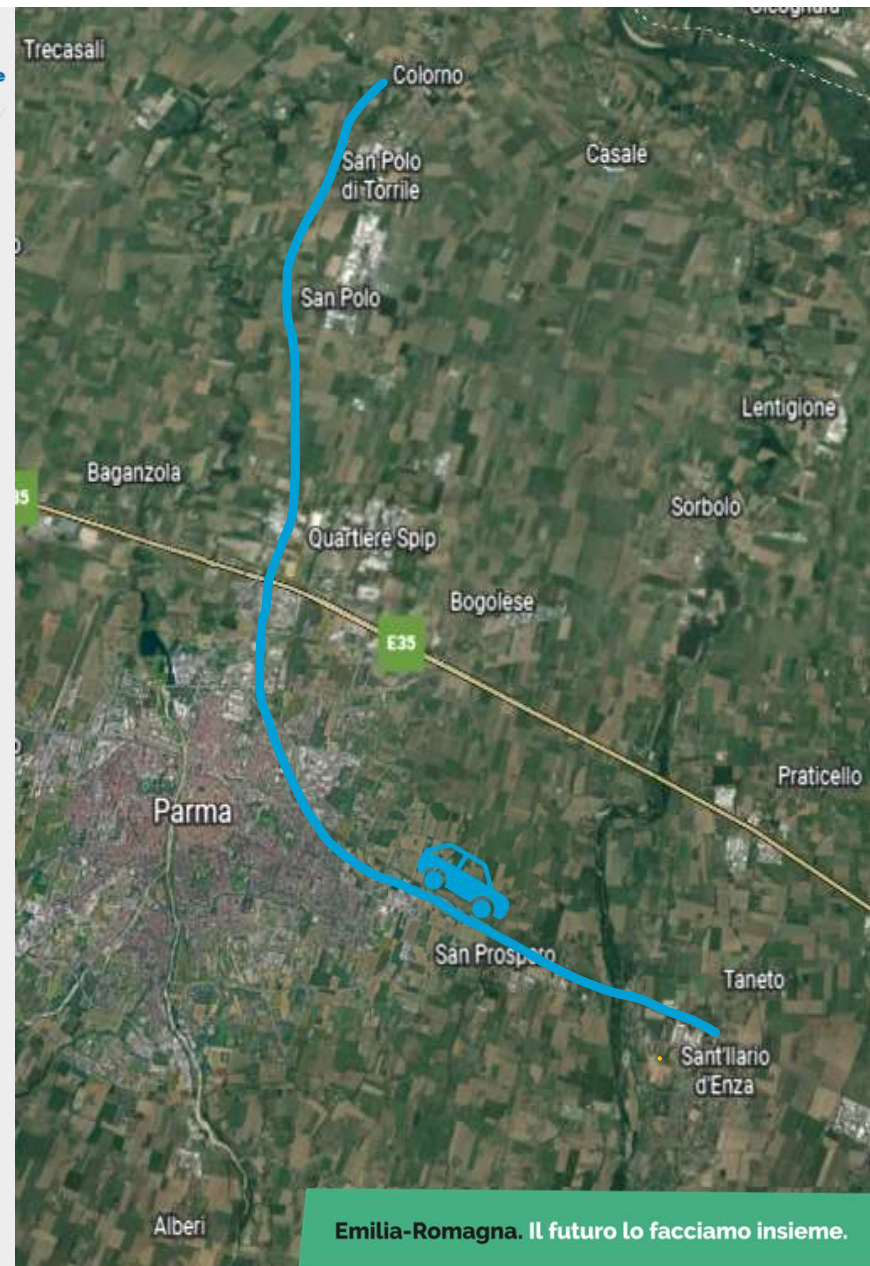 Trecasali
e
Colorno
San Polo
di Torrile
Casale
San Polo
Lentigione
Baganzola
35
Sorbolo
Quartiere Spip
Bogolese
E35
Praticello
Parma
San Prospero
Taneto
Sant'Ilario
d'Enza
Alberi
Emilia-Romagna. Il futuro lo facciamo insieme.